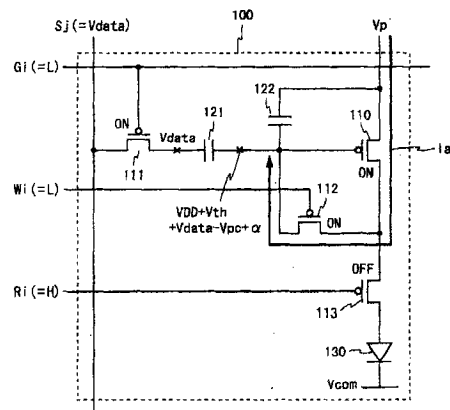 Sj(=Vdata)
100
Vp
Gi(=L)
122
121
110
ON
Vdata
111
ON
Ia
Wi(=L)
112
VDD+Vth
+Vdata-Vpc+α
ON
OFF
Ri(=H)
113
130
Vcom